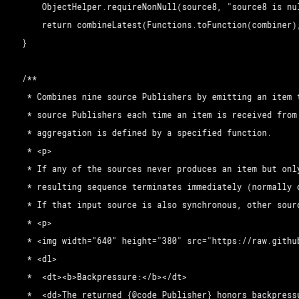 ObjectHelper.requireNonNull(source8, "source8 is nul
return combineLatest(Functions.toFunction(combiner),
}
/**
* Combines nine source Publishers by emitting an item t
* source Publishers each time an item is received from
* aggregation is defined by a specified function.
* <p>
* If any of the sources never produces an item but only
* resulting sequence terminates immediately (normally o
* If that input source is also synchronous, other sourc
* <p>
* <img width="640" height="380" src="https://raw.github
* <dl>
* <dt><b>Backpressure:</b></dt>
* <dd>The returned {@code Publisher} honors backpressu